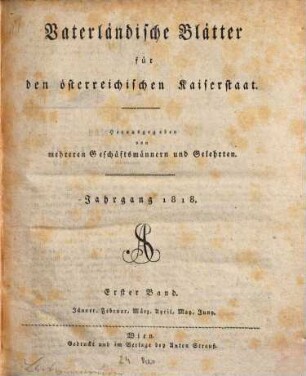 Vaterländische Blätter
für
den österreichischen Kaiserstaat.
Herausgegeben
von
mehreren Geschäftsmännern und Gelehrten.
Jahrgang 1818.
AS
Erster Band.
Jänner. Februar. März. April. May. Juny.
Wien
Gedruckt und im Verlage bey Anton Strauß.